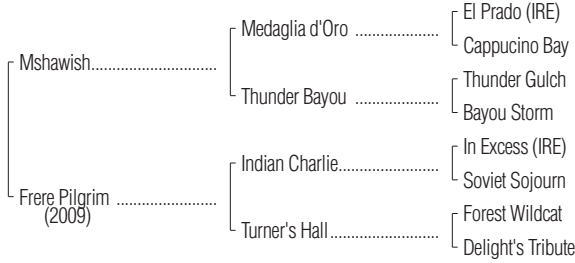 El Prado (IRE)
Medaglia d'Oro ....................
Cappucino Bay
Mshawish..............................
Thunder Gulch
Thunder Bayou ....................
Bayou Storm
In Excess (IRE)
Indian Charlie........................
Soviet Sojourn
Frere Pilgrim ........................
(2009)
Forest Wildcat
Turner's Hall..........................
Delight's Tribute